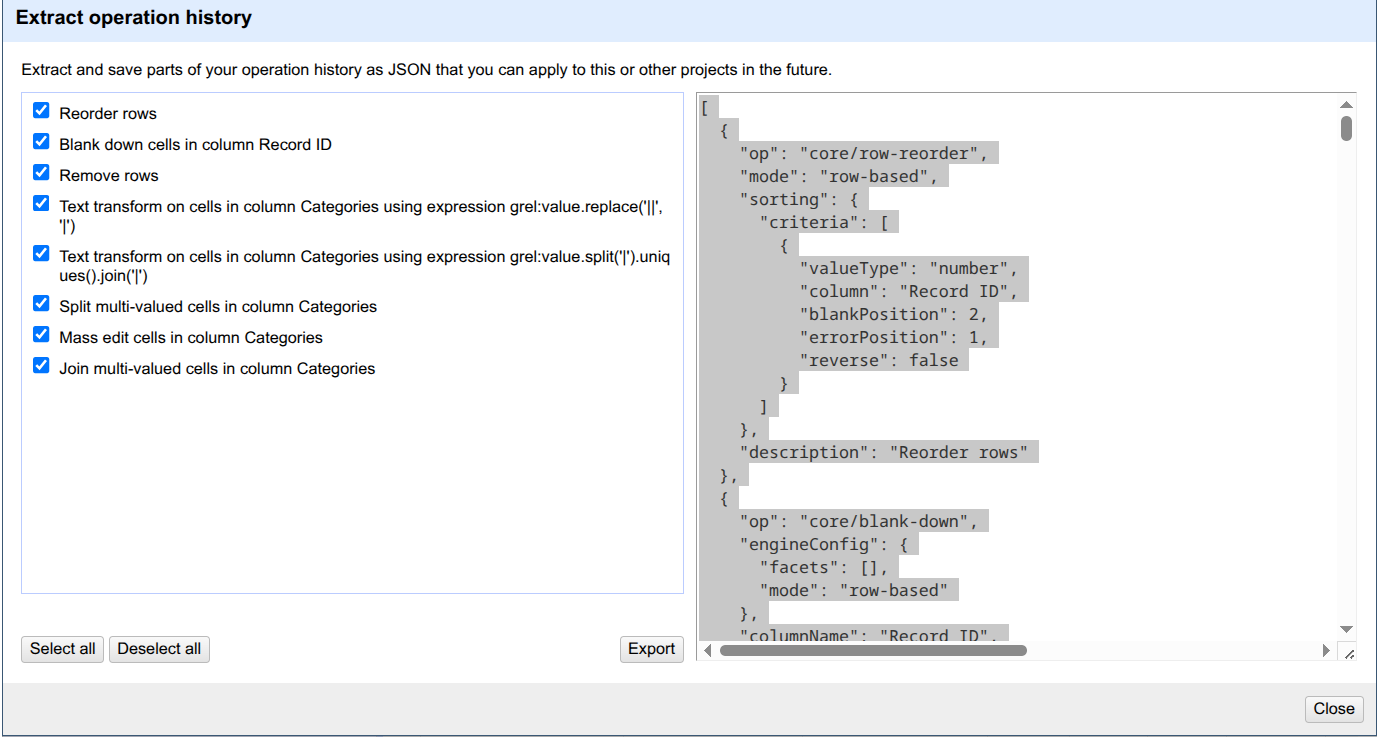 Extract operation history
Extract and save parts of your operation history as JSON that you can apply to this or other projects in the future.
Reorder rows
Blank down cells in column Record ID
Remove rows
Text transform on cells in column Categories using expression grel:value.replace('||',
'|')
Text transform on cells in column Categories using expression grel:value.split('|').uniq
ues().join('|')
Split multi-valued cells in column Categories
Mass edit cells in column Categories
Join multi-valued cells in column Categories
Select all
Deselect all
Export
[
  {
    "op": "core/row-reorder",
    "mode": "row-based",
    "sorting": {
      "criteria": [
        {
          "valueType": "number",
          "column": "Record ID",
          "blankPosition": 2,
          "errorPosition": 1,
          "reverse": false
        }
      ]
    },
    "description": "Reorder rows"
  },
  {
    "op": "core/blank-down",
    "engineConfig": {
      "facets": [],
      "mode": "row-based"
    },
    "columnName": "Record ID",
Close